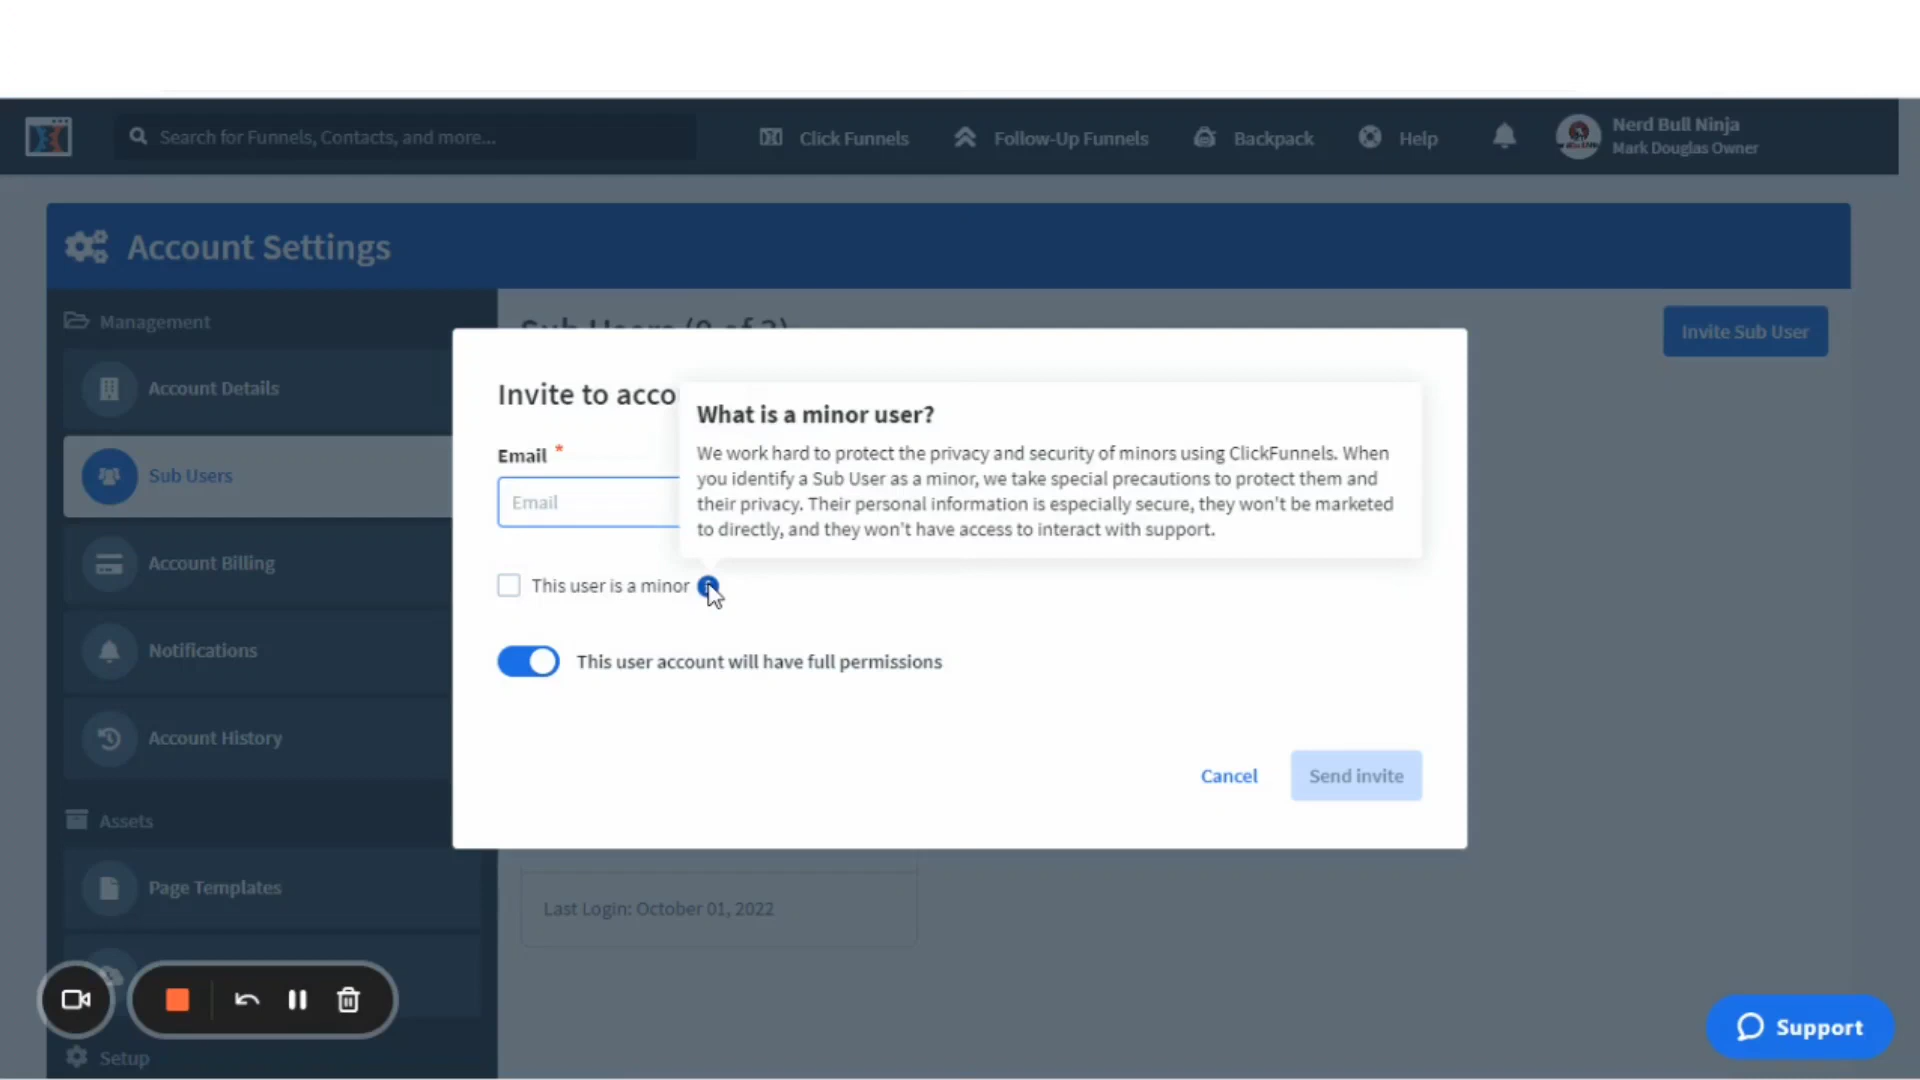 Search for Funnels, Contacts, and more...
Click Funnels
Follow-Up Funnels
Backpack
Help
Nerd Bull Ninja
Mark Douglas Owner
Account Settings
Management
Sub Users (0 of 2)
Invite Sub User
Account Details
Invite to acco
What is a minor user?
We work hard to protect the privacy and security of minors using ClickFunnels. When
you identify a Sub User as a minor, we take special precautions to protect them and
their privacy. Their personal information is especially secure, they won't be marketed
to directly, and they won't have access to interact with support.
Email *
Email
Sub Users
Account Billing
This user is a minor
Notifications
This user account will have full permissions
Account History
Cancel
Send invite
Assets
Page Templates
Last Login: October 01, 2022
Support
Setup